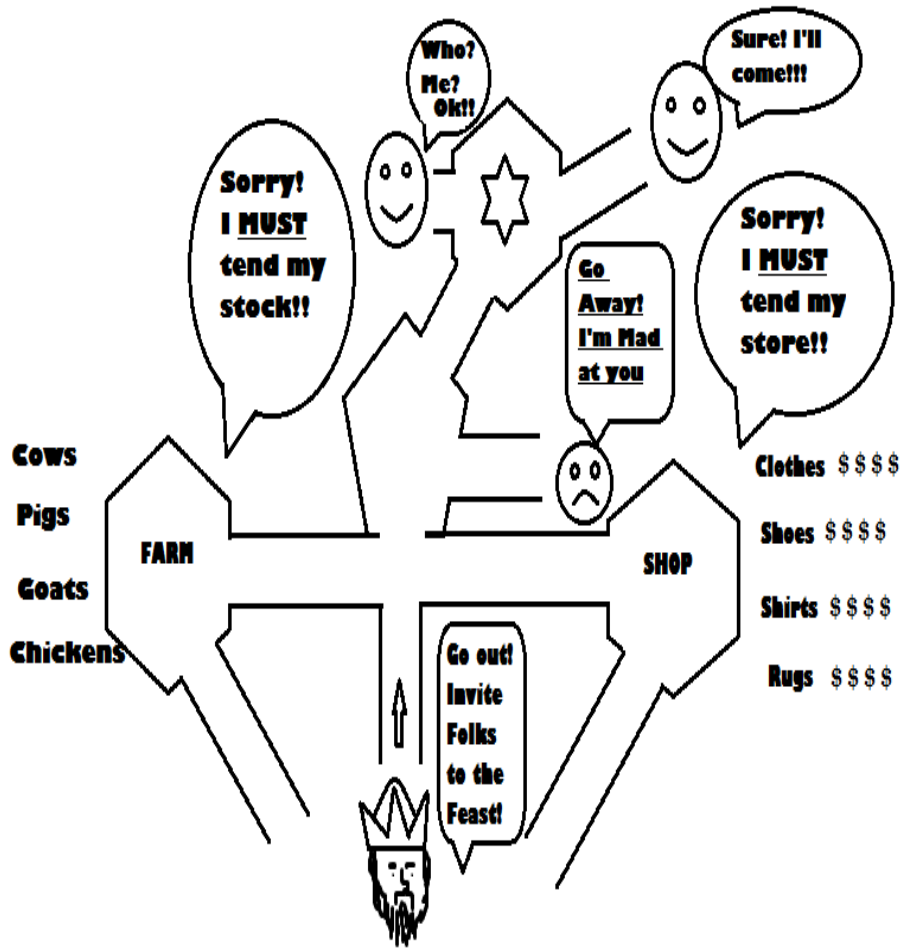 Who?
Me?
Ok!!
Sure! I'll
come!!!
Sorry!
I MUST
tend my
stock!!
Sorry!
I MUST
tend my
store!!
Go
Away!
I'm Mad
at you
Cows
Pigs
Goats
Chickens
FARM
SHOP
Clothes $$$$
Shoes $$$$
Shirts $$$$
Rugs $$$$
Go out!
Invite
Folks
to the
Feast!